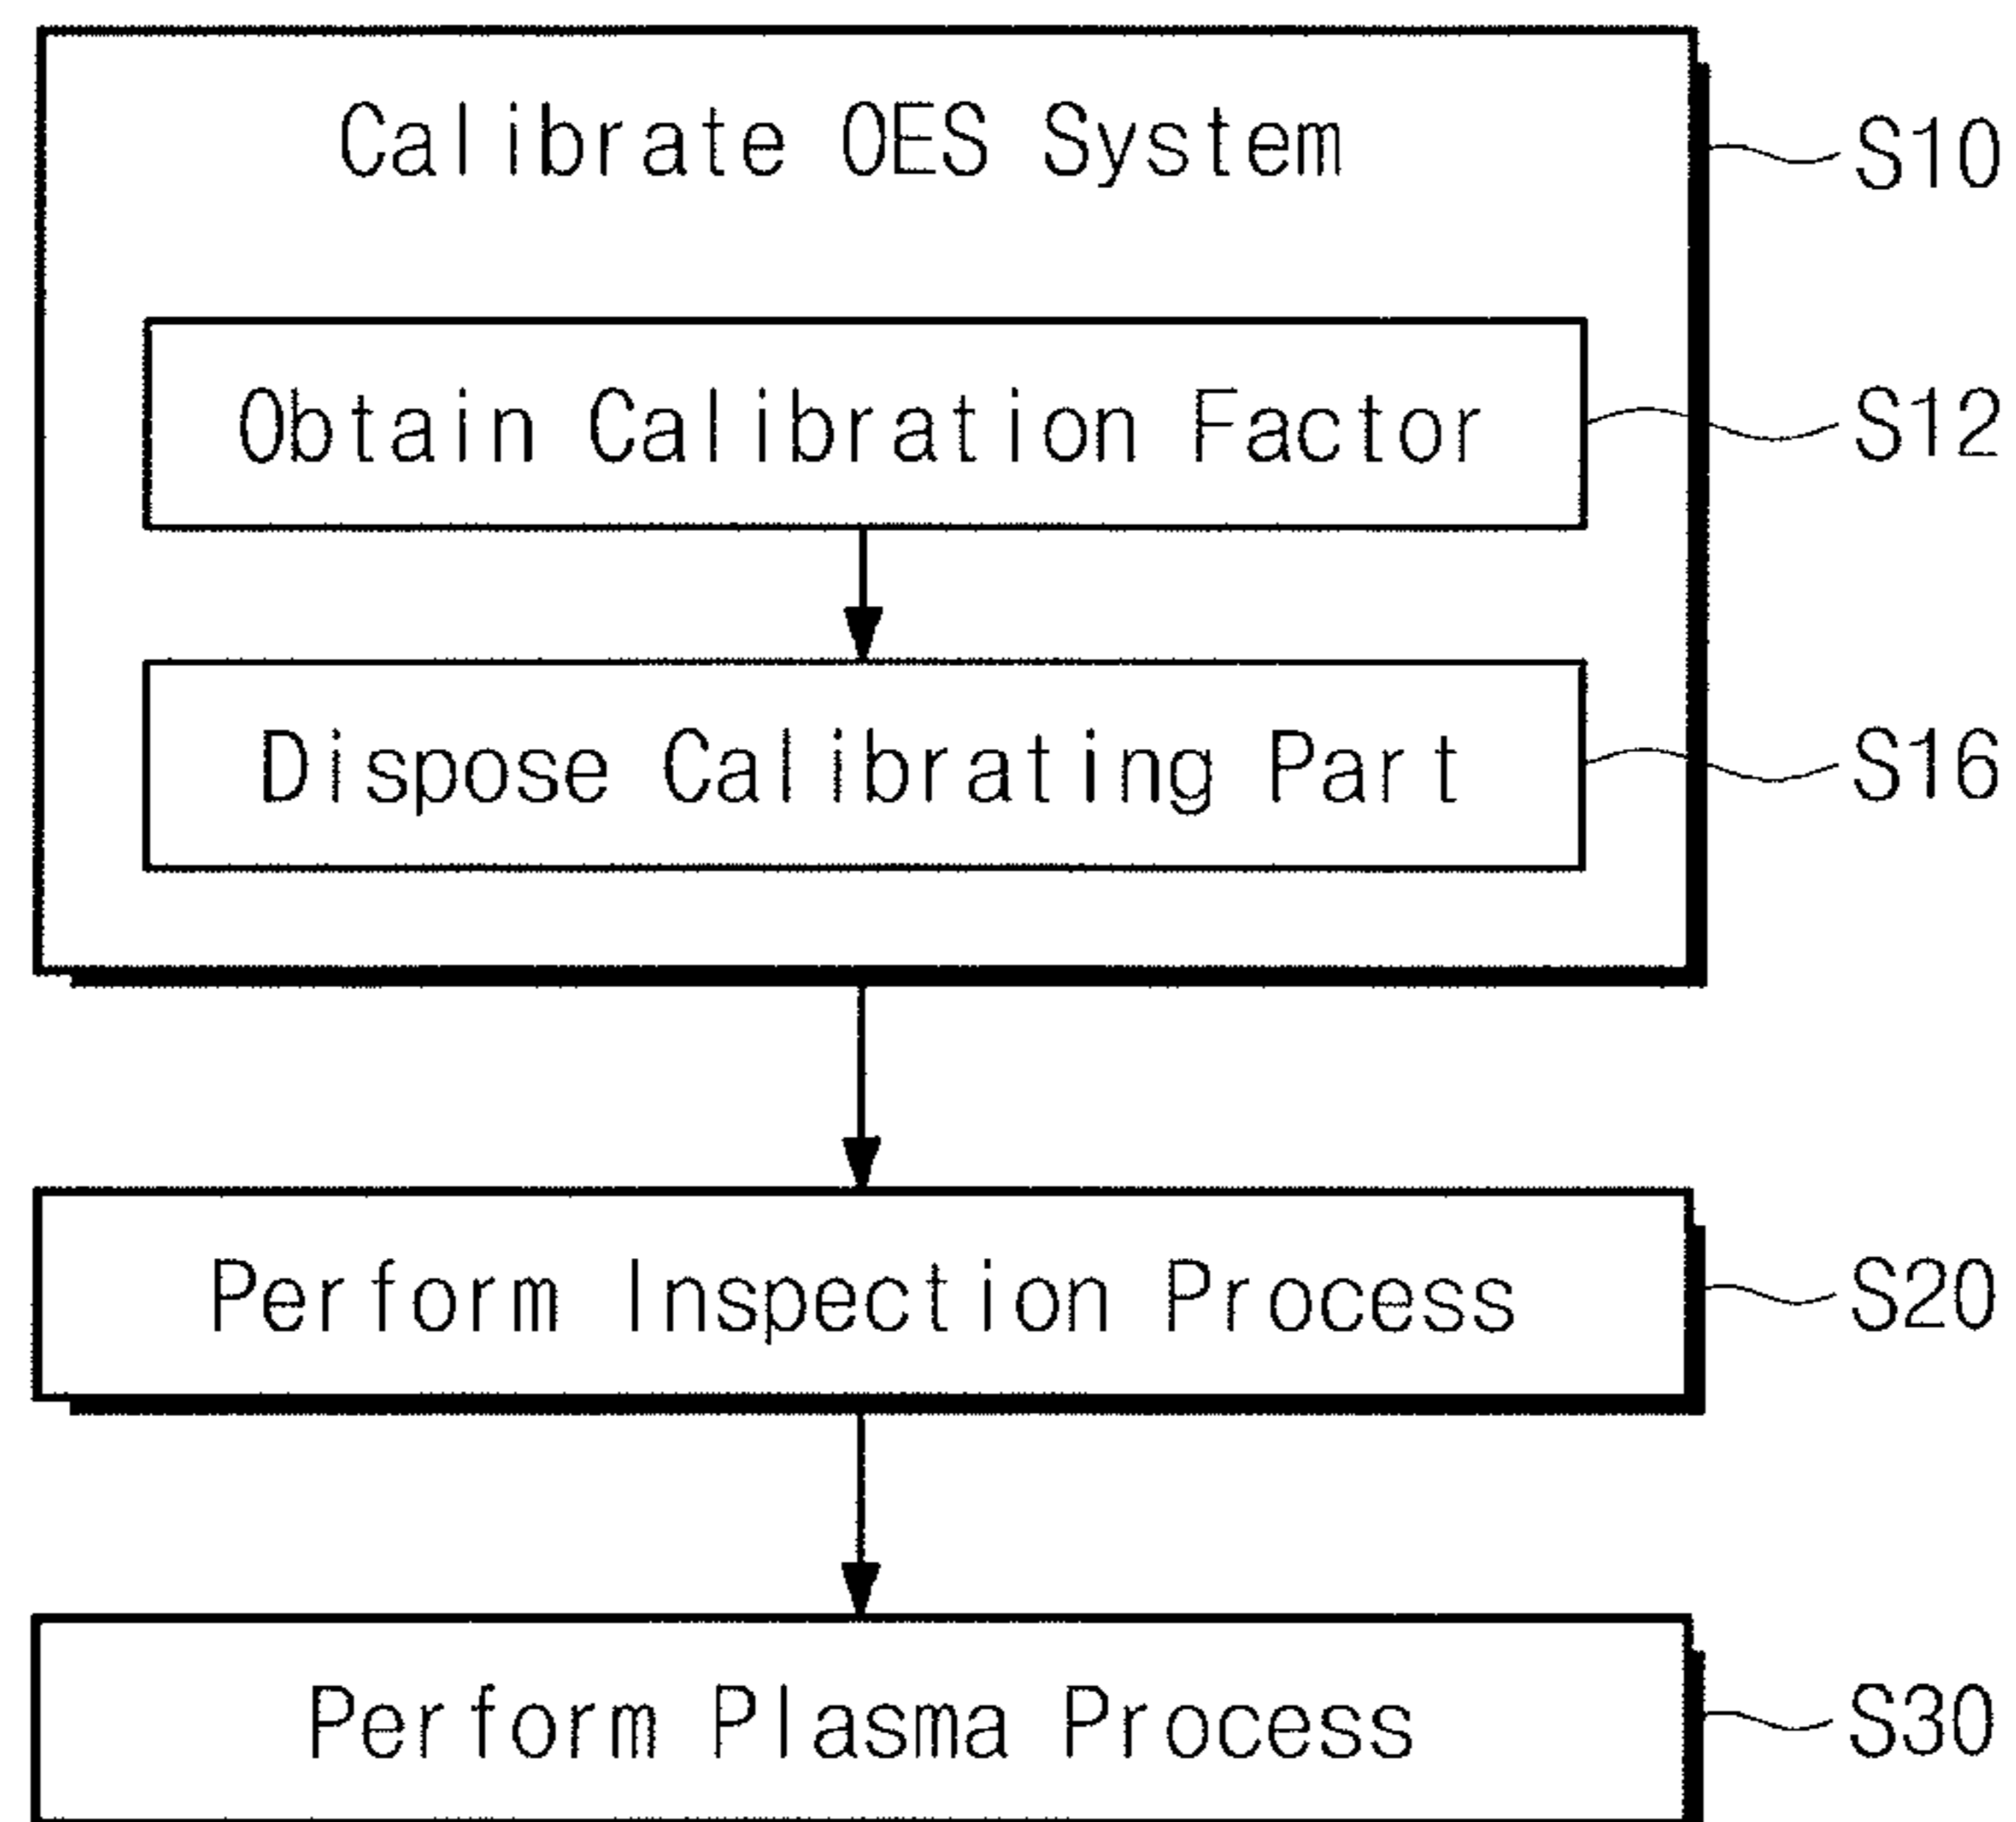 Calibrate OES System
S10
Obtain Calibration Factor
S12
Dispose Calibrating Part
S16
Perform Inspection Process
S20
Perform Plasma Process
S30